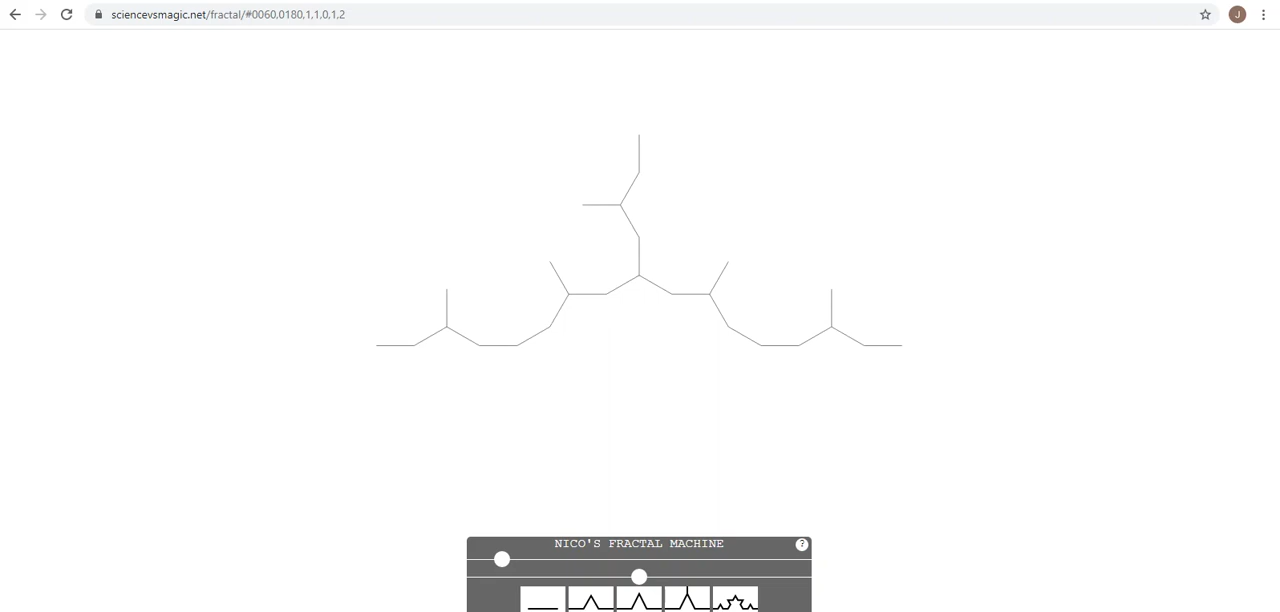 sciencevsmagic.net/fractal/#0060,0180,1,1,0,1,2
J
NICO'S FRACTAL MACHINE
?